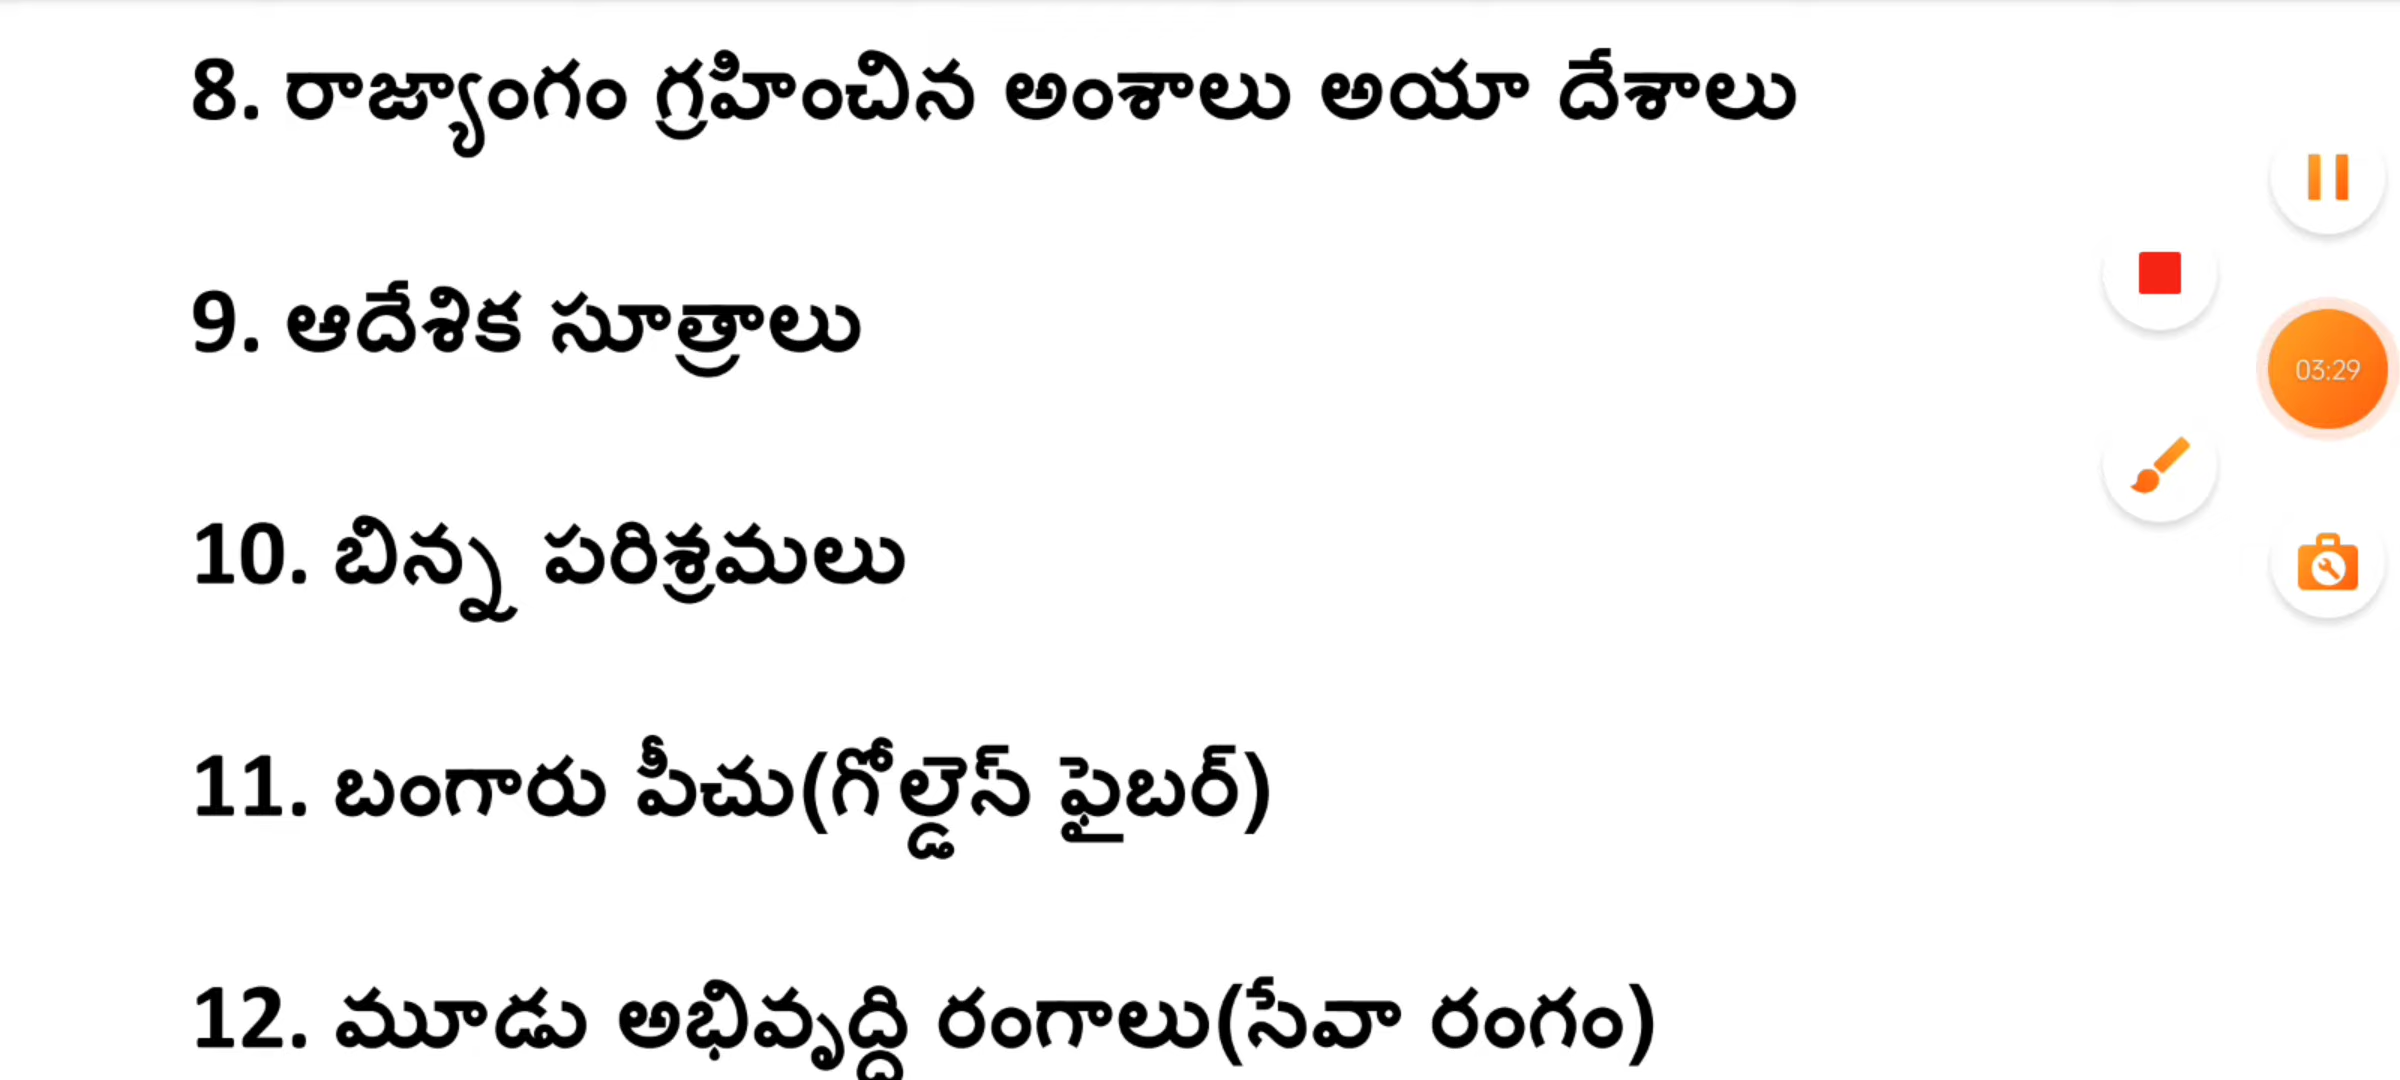 8. రాజ్యాంగం గ్రహించిన అంశాలు అయా దేశాలు
9. ఆదేశిక సూత్రాలు
03:29
10. బిన్న పరిశ్రమలు
11. బంగారు పీచు(గోల్డెన్ ఫైబర్)
12. మూడు అభివృద్ధి రంగాలు(సేవా రంగం)